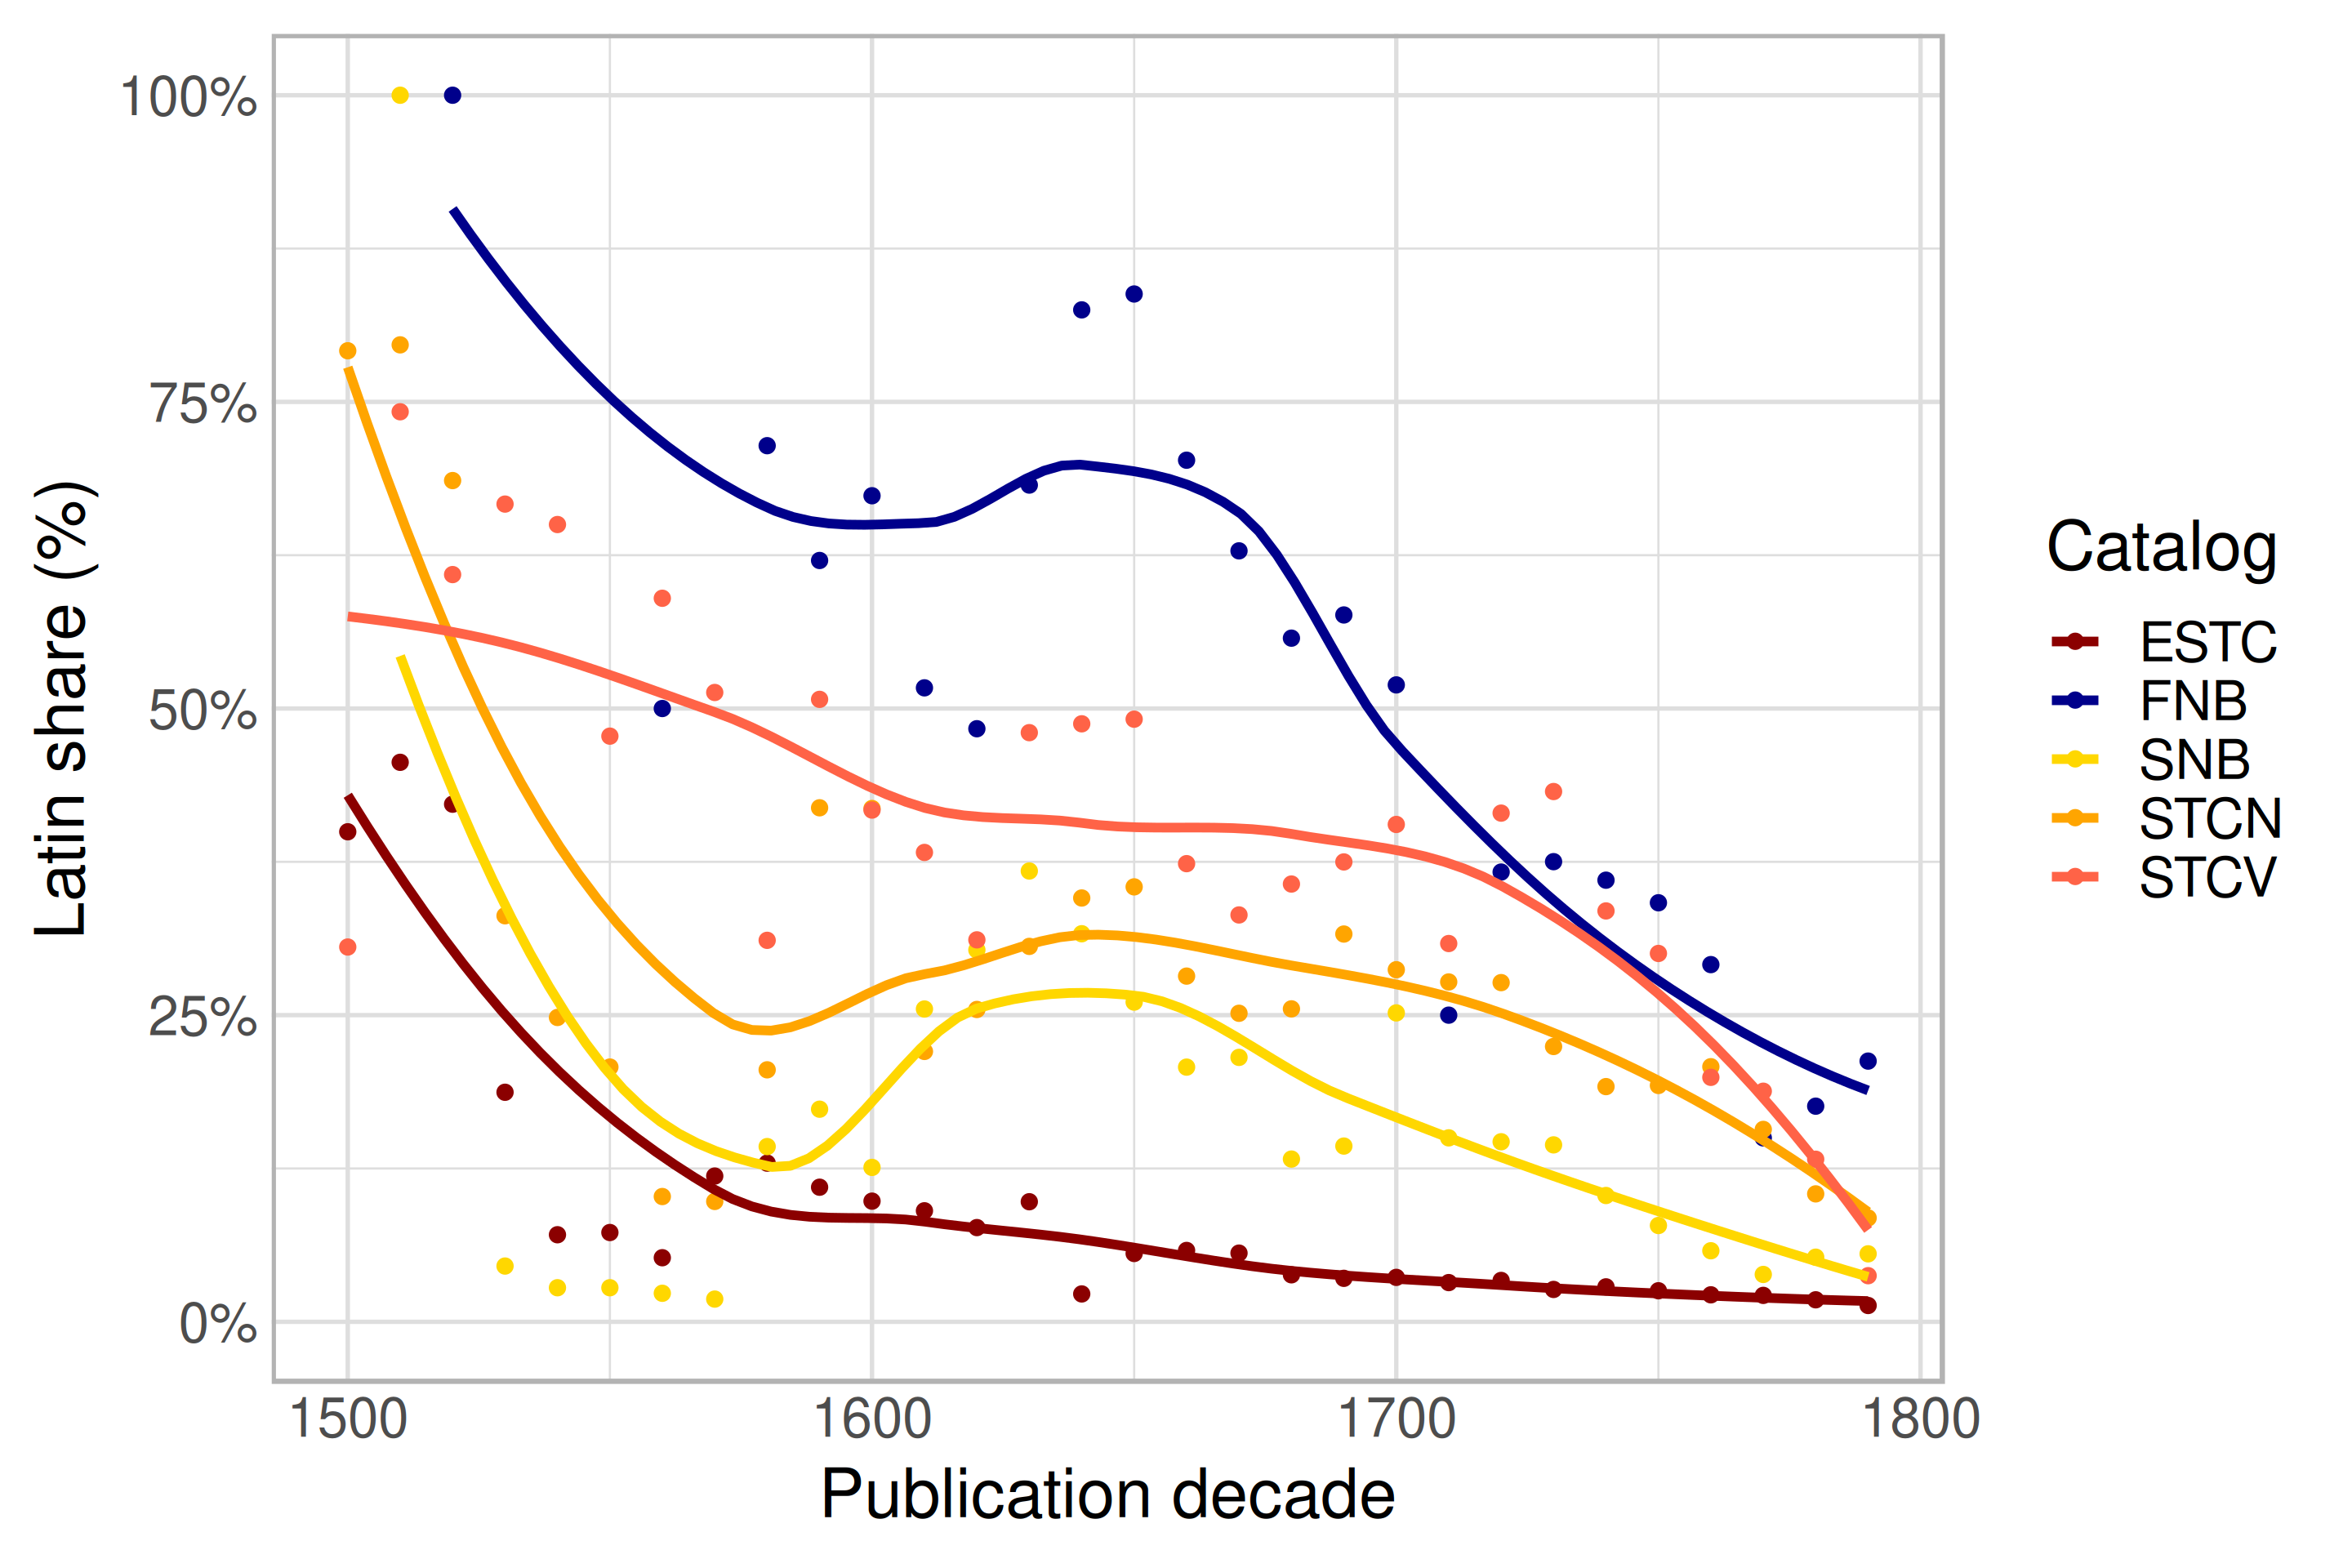 100%
75%
50%
25%
0%
Latin share (%)
1500 1600 1700 1800
Publication decade
Catalog
ESTC
FNB
SNB
STCN
STCV